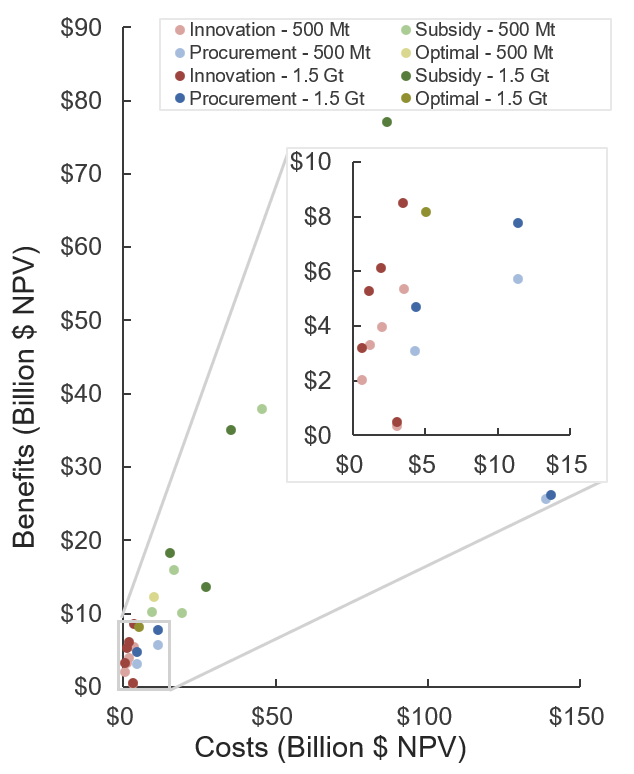 $90
Innovation - 500 Mt
Subsidy - 500 Mt
Procurement - 500 Mt
Optimal - 500 Mt
Innovation - 1.5 Gt
Subsidy - 1.5 Gt
Procurement - 1.5 Gt
Optimal - 1.5 Gt
$80
$70
$60
$50
$40
$30
$20
$10
$0
Benefits (Billion $ NPV)
$10
$8
$6
$4
$2
$0
$0 $5 $10 $15
$0 $50 $100 $150
Costs (Billion $ NPV)